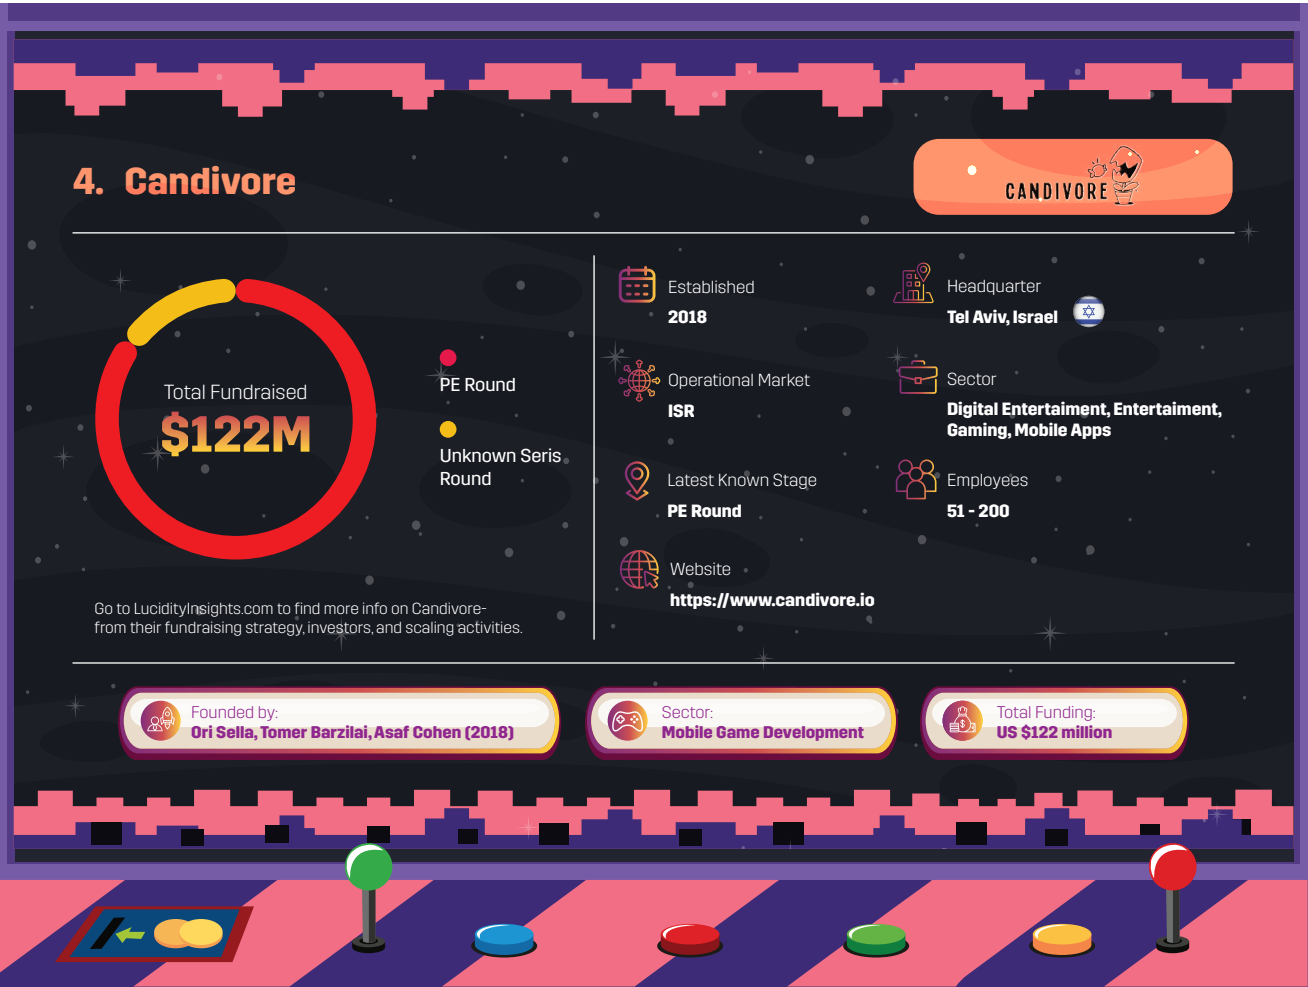 4. Candivore
CANDIVORE
Total Fundraised
$122M
PE Round
Unknown Seris
Round
Go to LucidityInsights.com to find more info on Candivore-
from their fundraising strategy, investors, and scaling activities.
Established
2018
Headquarter
Tel Aviv, Israel
Operational Market
ISR
Sector
Digital Entertaiment, Entertaiment,
Gaming, Mobile Apps
Latest Known Stage
PE Round
Employees
51 - 200
Website
https://www.candivore.io
Founded by:
Ori Sella, Tomer Barzilai, Asaf Cohen (2018)
Sector:
Mobile Game Development
Total Funding:
US $122 million